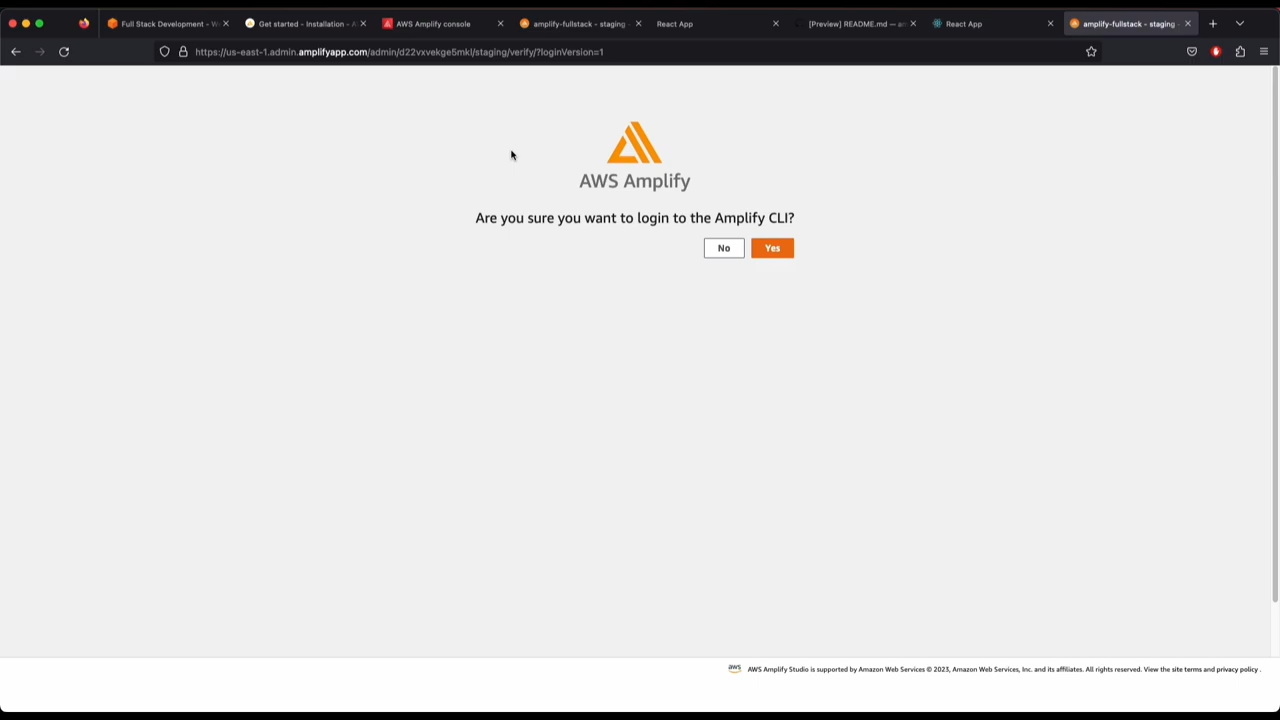 Full Stack Development - W
Get started - Installation - A
AWS Amplify console
amplify-fullstack - staging -
React App
[Preview] README.md — am
React App
amplify-fullstack - staging -
https://us-east-1.admin.amplifyapp.com/admin/d22vxvekge5mkl/staging/verify/?loginVersion=1
AWS Amplify
Are you sure you want to login to the Amplify CLI?
No
Yes
aws AWS Amplify Studio is supported by Amazon Web Services © 2023, Amazon Web Services, Inc. and its affiliates. All rights reserved. View the site terms and privacy policy .